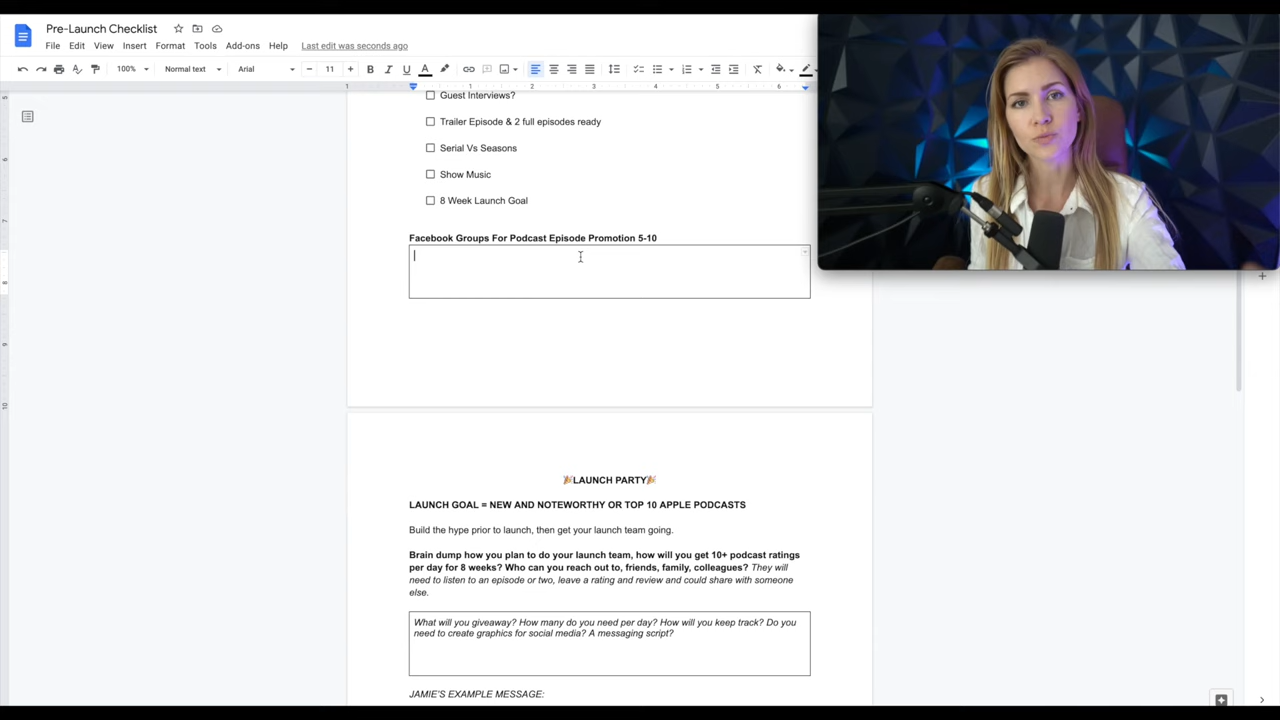 Pre-Launch Checklist
File Edit View Insert Format Tools Add-ons Help Last edit was seconds ago
100% Normal text Arial 11
1 1 2 3 4 5 6
Guest Interviews?
Trailer Episode & 2 full episodes ready
Serial Vs Seasons
Show Music
8 Week Launch Goal
Facebook Groups For Podcast Episode Promotion 5-10
🎉LAUNCH PARTY🎉
LAUNCH GOAL = NEW AND NOTEWORTHY OR TOP 10 APPLE PODCASTS
Build the hype prior to launch, then get your launch team going.
Brain dump how you plan to do your launch team, how will you get 10+ podcast ratings
per day for 8 weeks? Who can you reach out to, friends, family, colleagues? They will
need to listen to an episode or two, leave a rating and review and could share with someone
else.
What will you giveaway? How many do you need per day? How will you keep track? Do you
need to create graphics for social media? A messaging script?
JAMIE'S EXAMPLE MESSAGE: